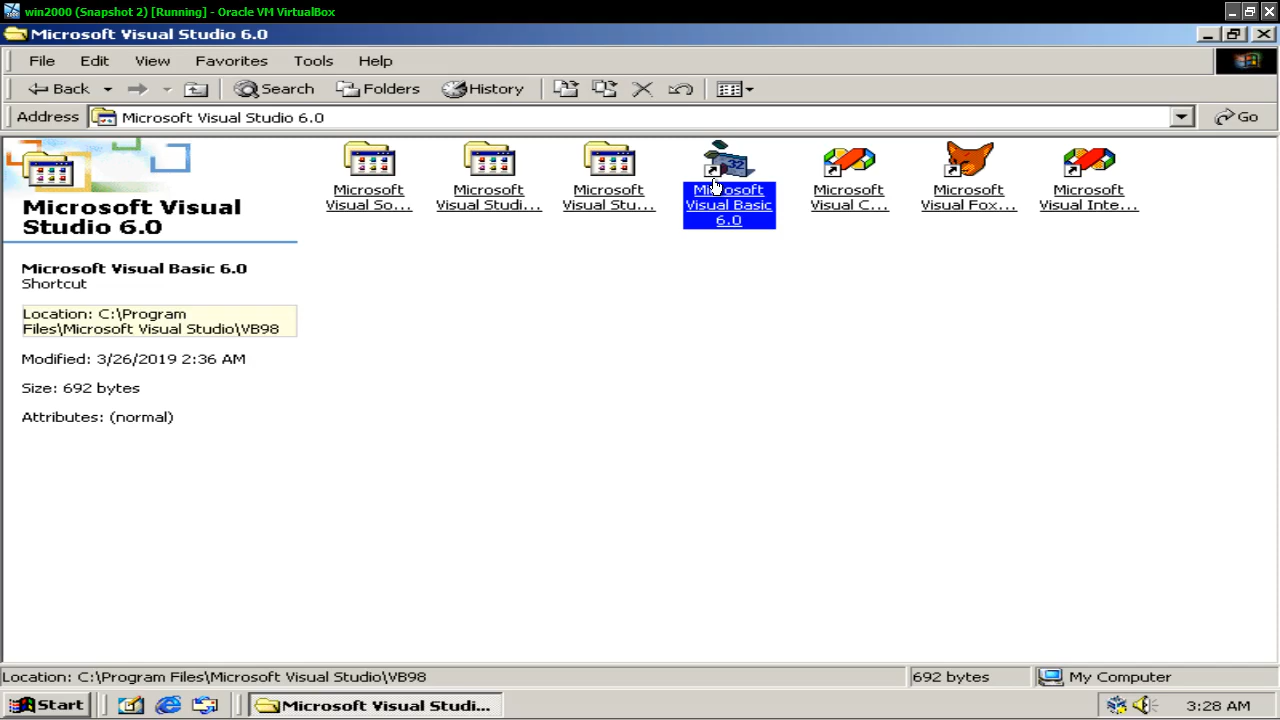 win2000 (Snapshot 2) [Running] - Oracle VM VirtualBox
Microsoft Visual Studio 6.0
File Edit View Favorites Tools Help
Back Search Folders History
Address Microsoft Visual Studio 6.0 Go
Microsoft Visual So...
Microsoft Visual Studi...
Microsoft Visual Stu...
Microsoft Visual Basic 6.0
Microsoft Visual C...
Microsoft Visual Fox...
Microsoft Visual Inte...
Microsoft Visual
Studio 6.0
Microsoft Visual Basic 6.0
Shortcut
Location: C:\Program
Files\Microsoft Visual Studio\VB98
Modified: 3/26/2019 2:36 AM
Size: 692 bytes
Attributes: (normal)
Location: C:\Program Files\Microsoft Visual Studio\VB98 692 bytes My Computer
Start Microsoft Visual Studi... 3:28 AM